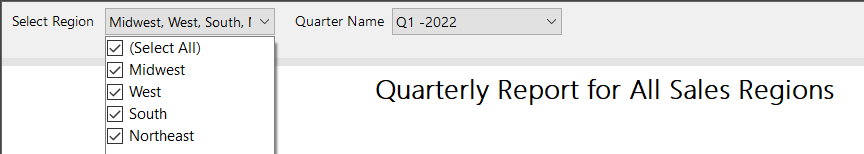 Select Region Midwest, West, South, Quarter Name Q1 -2022
(Select All)
Midwest
West
South
Northeast
Quarterly Report for All Sales Regions